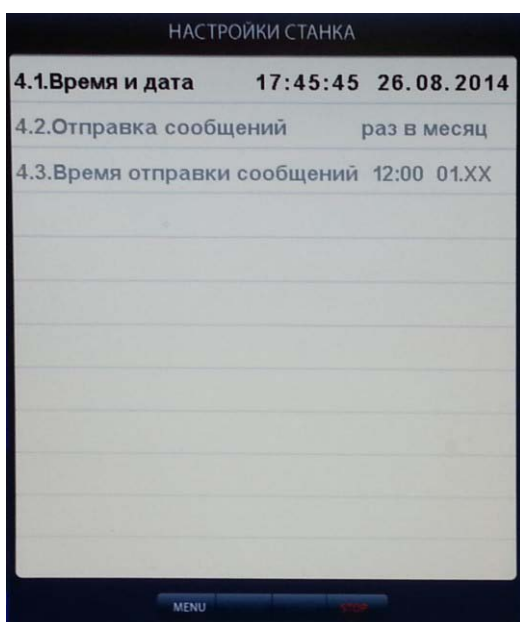 НАСТРОЙКИ СТАНКА
4.1.Время и дата 17:45:45 26.08.2014
4.2.Отправка сообщений раз в месяц
4.3.Время отправки сообщений 12:00 01.XX
MENU STOP